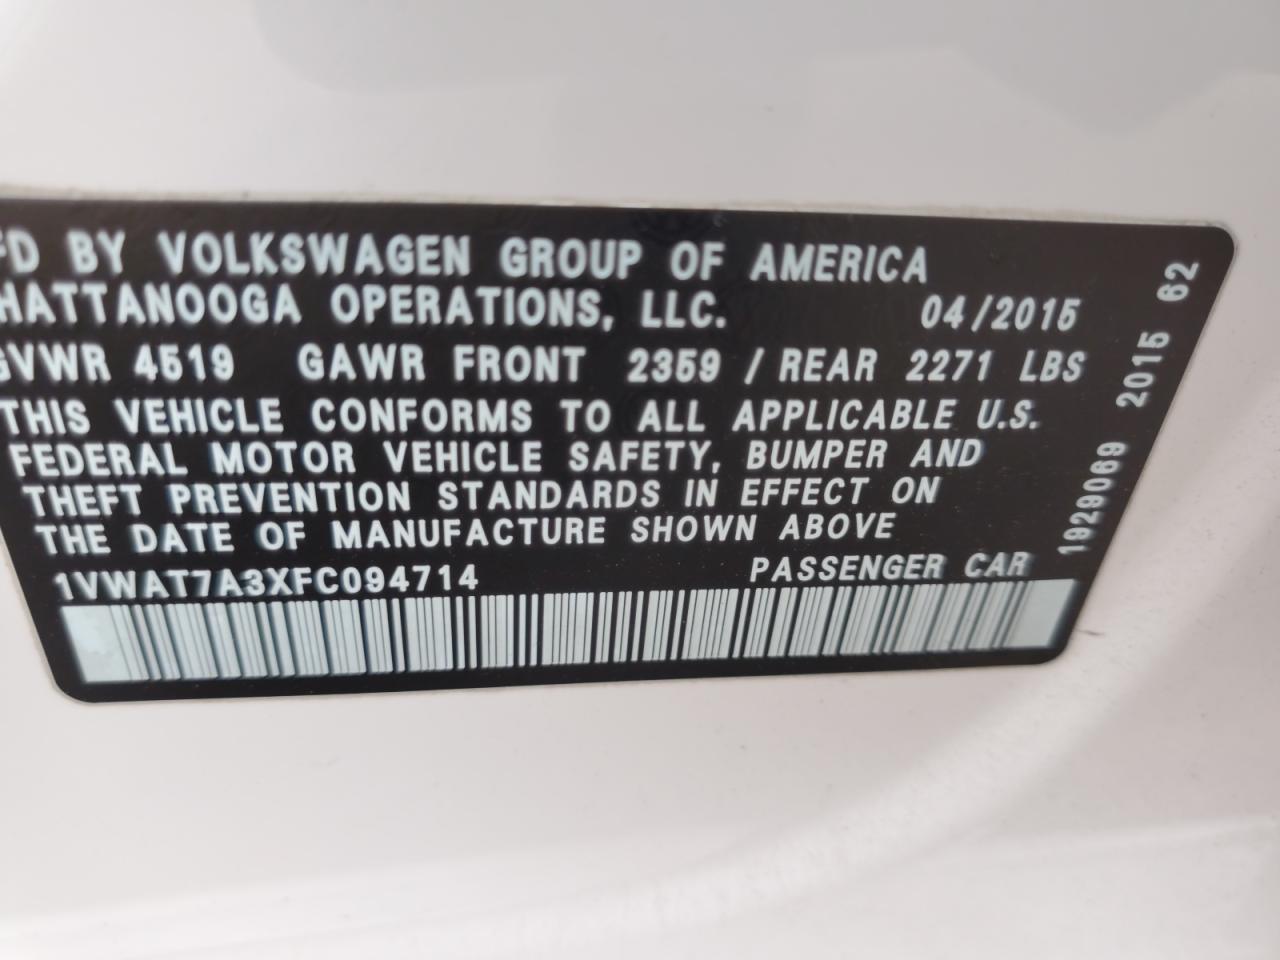 FD BY VOLKSWAGEN GROUP OF AMERICA
HATTANOOGA OPERATIONS, LLC. 04/2015
GVWR 4519 GAWR FRONT 2359 / REAR 2271 LBS
THIS VEHICLE CONFORMS TO ALL APPLICABLE U.S.
FEDERAL MOTOR VEHICLE SAFETY, BUMPER AND
THEFT PREVENTION STANDARDS IN EFFECT ON
THE DATE OF MANUFACTURE SHOWN ABOVE
1VWAT7A3XFC094714 PASSENGER CAR
1929069 2015 62